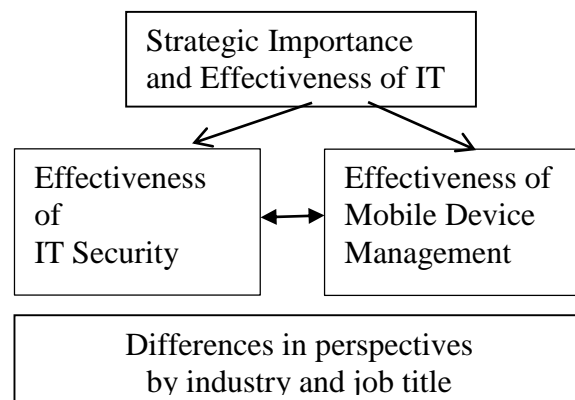 Strategic Importance
and Effectiveness of IT
Effectiveness
of
IT Security
Effectiveness of
Mobile Device
Management
Differences in perspectives
by industry and job title